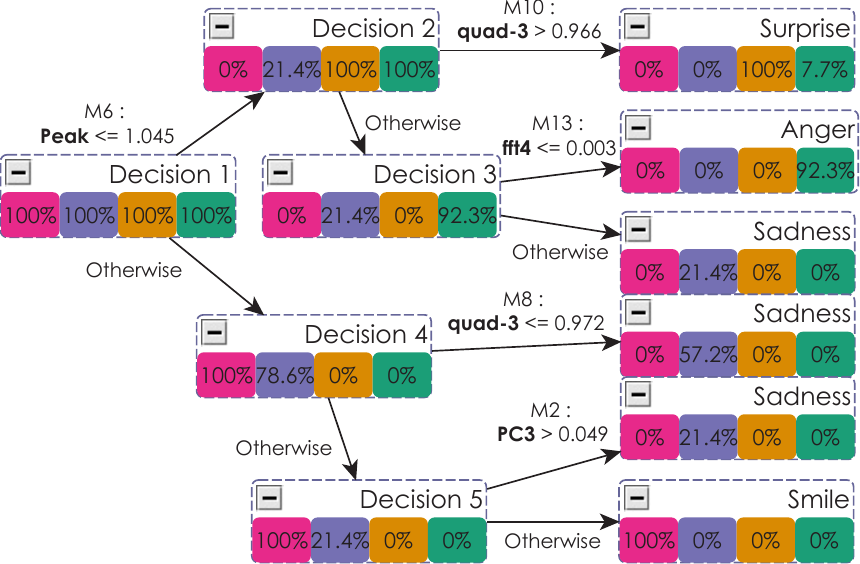 M10 :
quad-3 > 0.966
Decision 2
0% 21.4% 100% 100%
Surprise
0% 0% 100% 7.7%
M6 :
Peak <= 1.045
Otherwise
M13 :
fft4 <= 0.003
Anger
0% 0% 0% 92.3%
Decision 1
100% 100% 100% 100%
Decision 3
0% 21.4% 0% 92.3%
Otherwise
Sadness
0% 21.4% 0% 0%
Otherwise
M8 :
quad-3 <= 0.972
Sadness
0% 57.2% 0% 0%
Decision 4
100% 78.6% 0% 0%
M2 :
PC3 > 0.049
Sadness
0% 21.4% 0% 0%
Otherwise
Decision 5
100% 21.4% 0% 0%
Otherwise
Smile
100% 0% 0% 0%